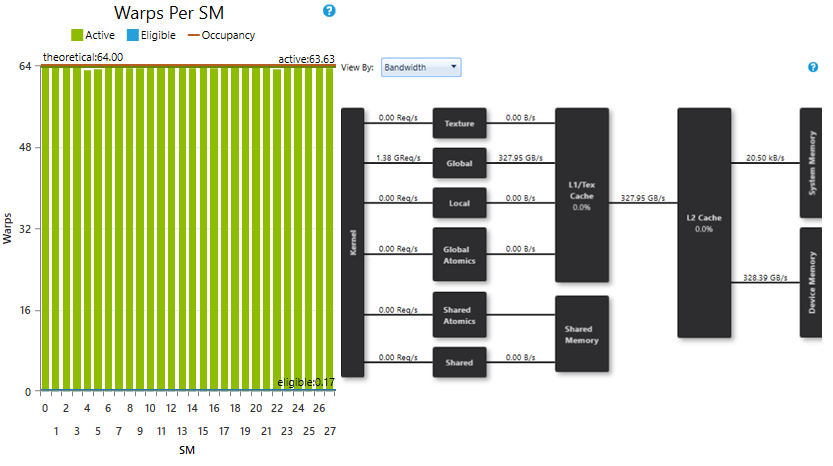 Warps Per SM
?
Active Eligible Occupancy
theoretical:64.00
active:63.63
64
48
32
16
0
Warps
eligible:0.17
0 2 4 6 8 10 12 14 16 18 20 22 24 26
1 3 5 7 9 11 13 15 17 19 21 23 25 27
SM
View By: Bandwidth
?
Kernel
0.00 Req/s
Texture
0.00 B/s
1.38 GReq/s
Global
327.95 GB/s
0.00 Req/s
Local
0.00 B/s
0.00 Req/s
Global
Atomics
0.00 B/s
0.00 Req/s
Shared
Atomics
0.00 Req/s
Shared
0.00 B/s
L1/Tex
Cache
0.0%
Shared
Memory
327.95 GB/s
L2 Cache
0.0%
20.50 kB/s
System Memory
328.39 GB/s
Device Memory